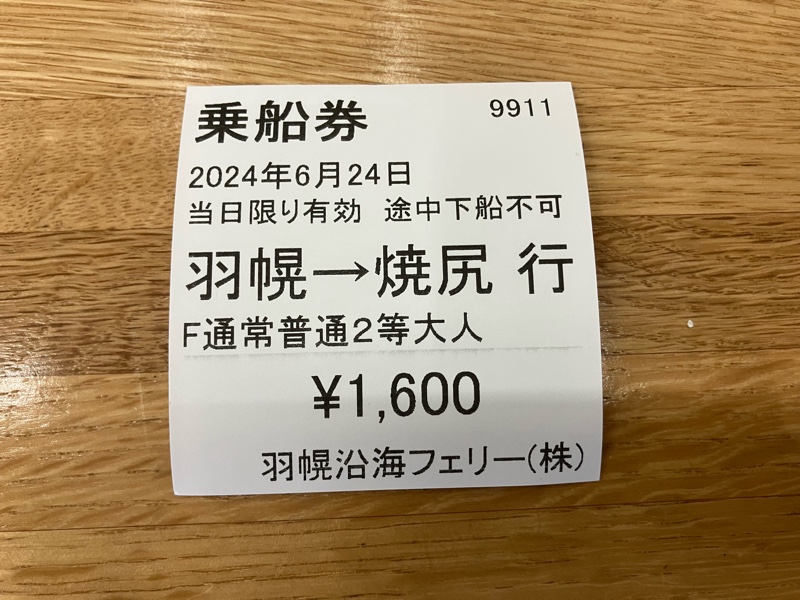 乗船券 9911
2024年6月24日
当日限り有効 途中下船不可
羽幌→焼尻 行
F通常普通2等大人
¥1,600
羽幌沿海フェリー(株)